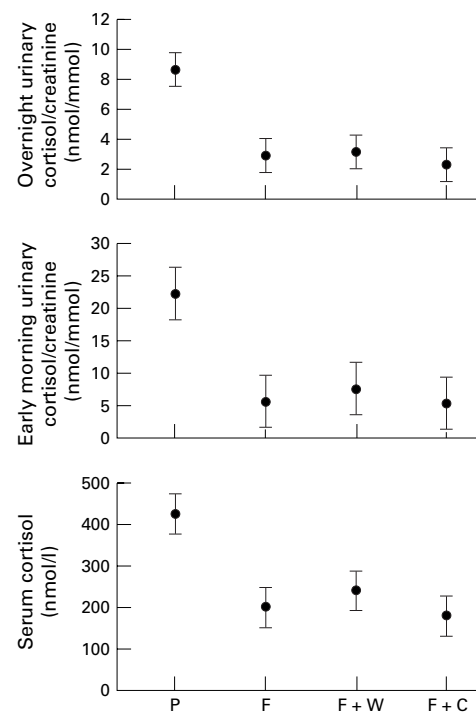 Overnight urinary
cortisol/creatinine
(nmol/mmol)
12
10
8
6
4
2
0
Early morning urinary
cortisol/creatinine
(nmol/mmol)
30
25
20
15
10
5
0
Serum cortisol
(nmol/l)
500
400
300
200
100
0
P F F + W F + C